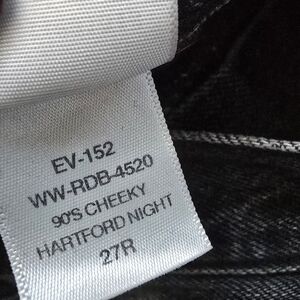 EV-152
WW-RDB-4520
90'S CHEEKY
HARTFORD NIGHT
27R